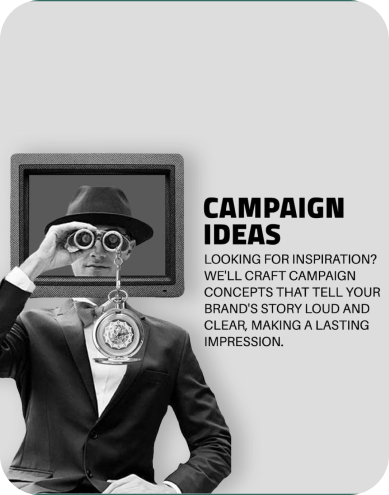 CAMPAIGN
IDEAS
LOOKING FOR INSPIRATION?
WE'LL CRAFT CAMPAIGN
CONCEPTS THAT TELL YOUR
BRAND'S STORY LOUD AND
CLEAR, MAKING A LASTING
IMPRESSION.